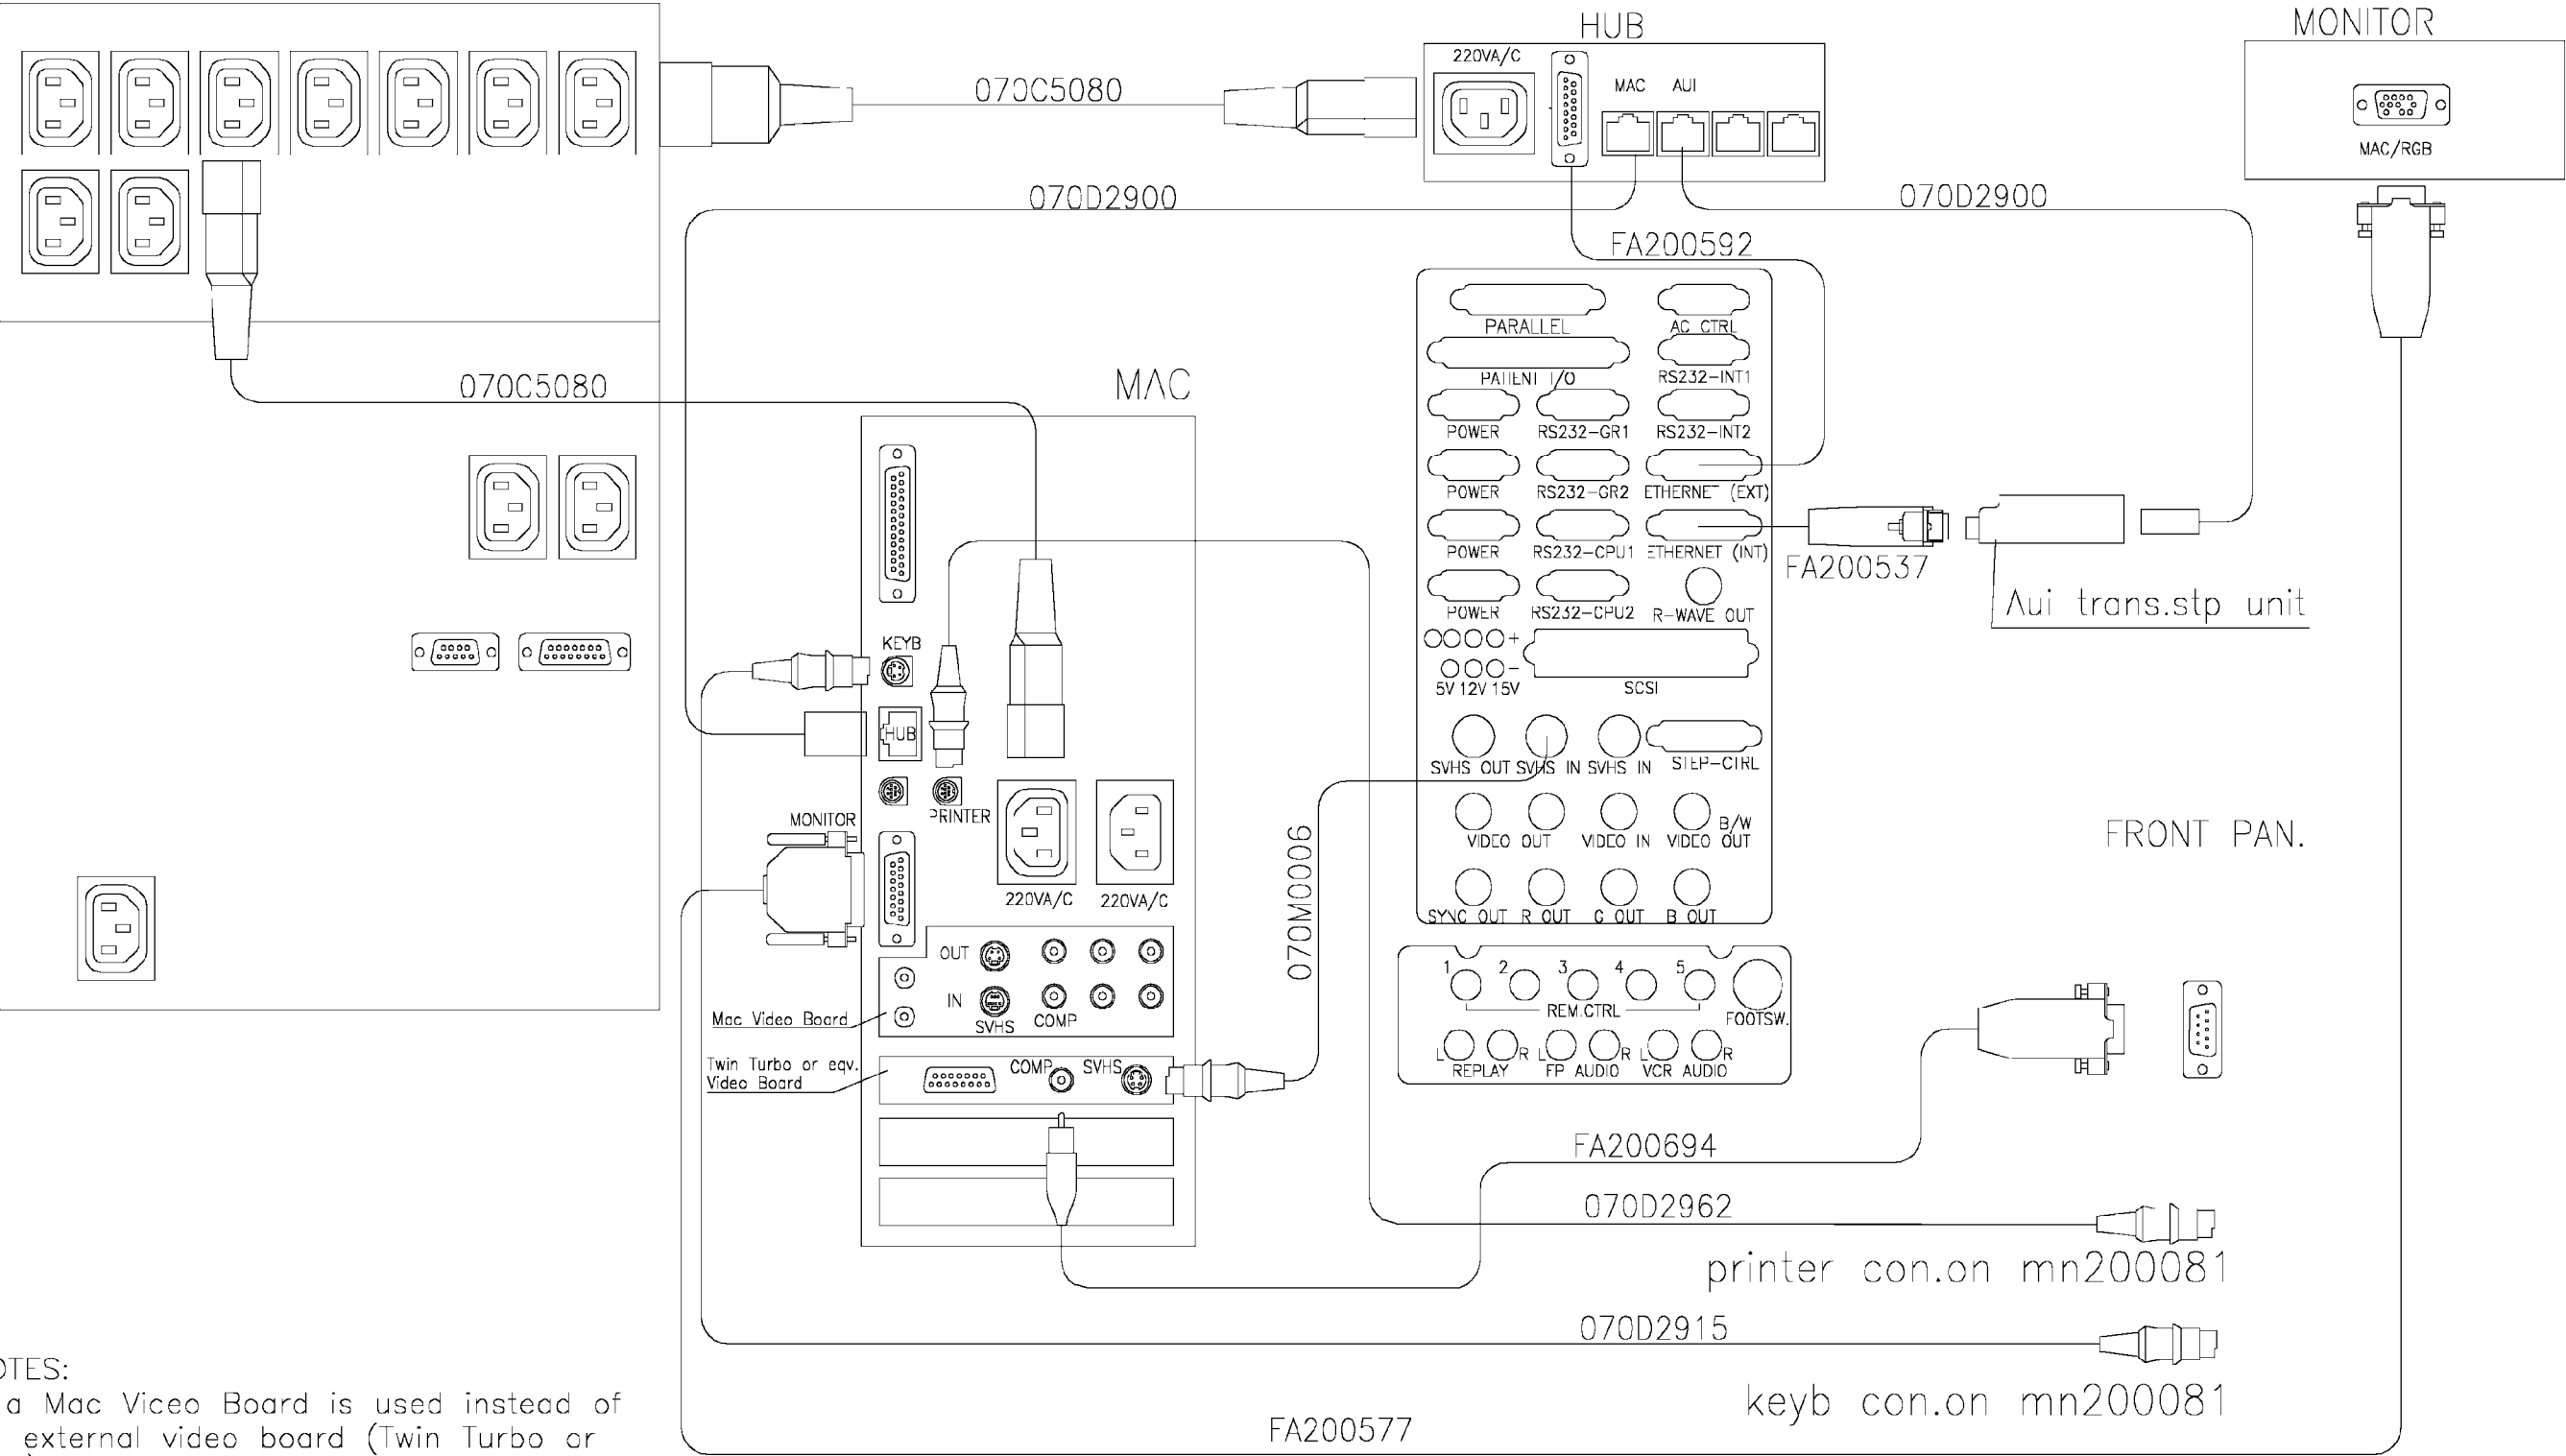 HUB
MONITOR
220VA/C
MAC AUI
MAC/RGB
070C5080
070D2900
070D2900
FA200592
PARALLEL
AC CTRL
PATIENT I/O
RS232-INT1
070C5080
MAC
POWER RS232-GR1 RS232-INT2
POWER RS232-GR2 ETHERNET (EXT)
POWER RS232-CPU1 ETHERNET (INT)
FA200537
POWER RS232-CPU2 R-WAVE OUT
Aui trans.stp unit
+
-
5V 12V 15V
SCSI
KEYB
HUB
PRINTER
MONITOR
SVHS OUT SVHS IN SVHS IN STEP-CTRL
070M0006
VIDEO OUT VIDEO IN B/W VIDEO OUT
FRONT PAN.
220VA/C 220VA/C
SYNC OUT R OUT G OUT B OUT
OUT
IN
SVHS COMP
Mac Video Board
1 2 3 4 5
REM.CTRL
FOOTSW.
Twin Turbo or eqv.
Video Board
COMP SVHS
L R L R L R
REPLAY FP AUDIO VCR AUDIO
FA200694
070D2962
printer con.on mn200081
070D2915
keyb con.on mn200081
FA200577
OTES:
a Mac Viceo Board is used instead of
external video board (Twin Turbo or